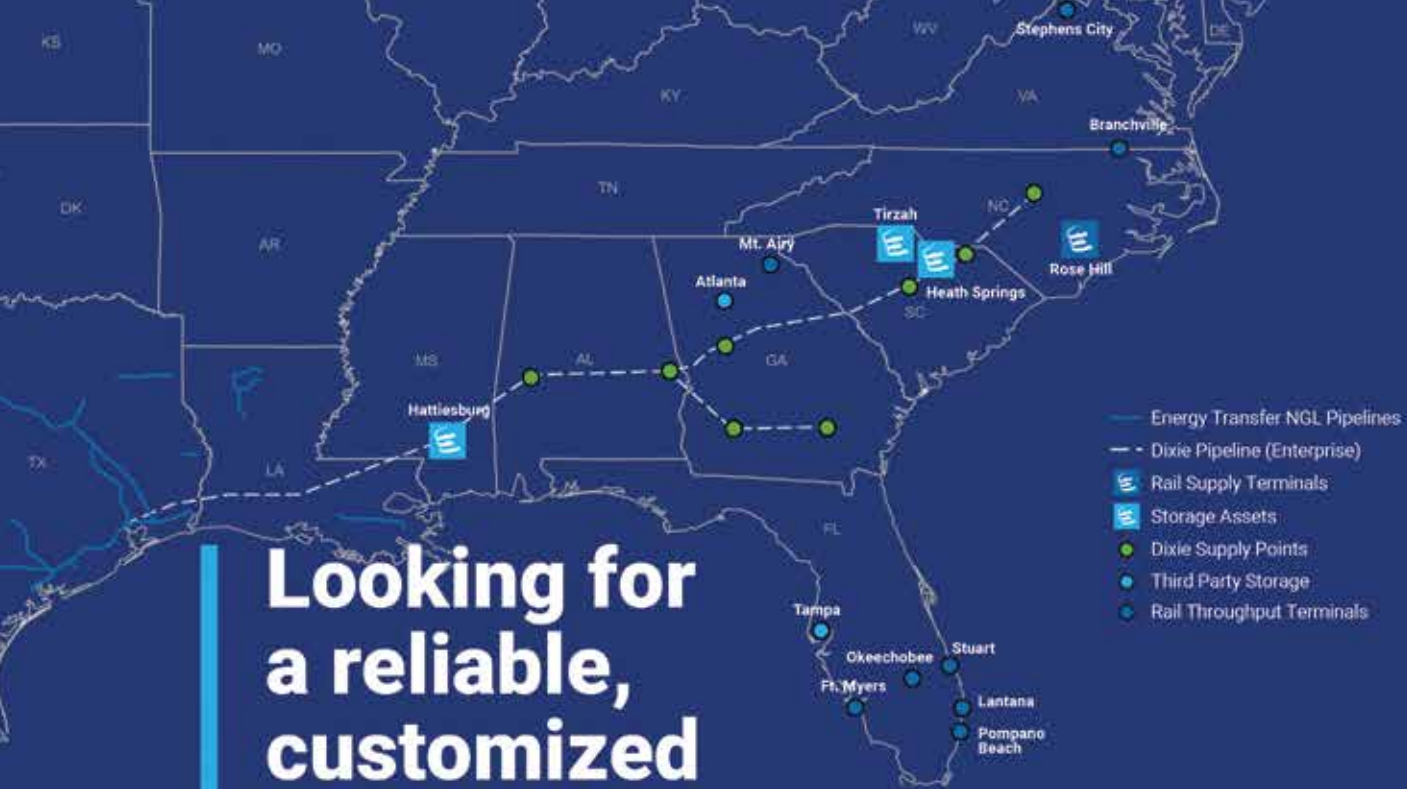 KS
MO
WV
Stephens City
DE
KY
VA
Branchville
OK
TN
AR
NC
Tirzah
Mt. Airy
Rose Hill
Atlanta
Heath Springs
SC
MS
AL
GA
Hattiesburg
TX
LA
FL
Energy Transfer NGL Pipelines
Dixie Pipeline (Enterprise)
Rail Supply Terminals
Storage Assets
Dixie Supply Points
Third Party Storage
Rail Throughput Terminals
Tampa
Okeechobee
Stuart
Ft. Myers
Lantana
Pompano
Beach
Looking for
a reliable,
customized